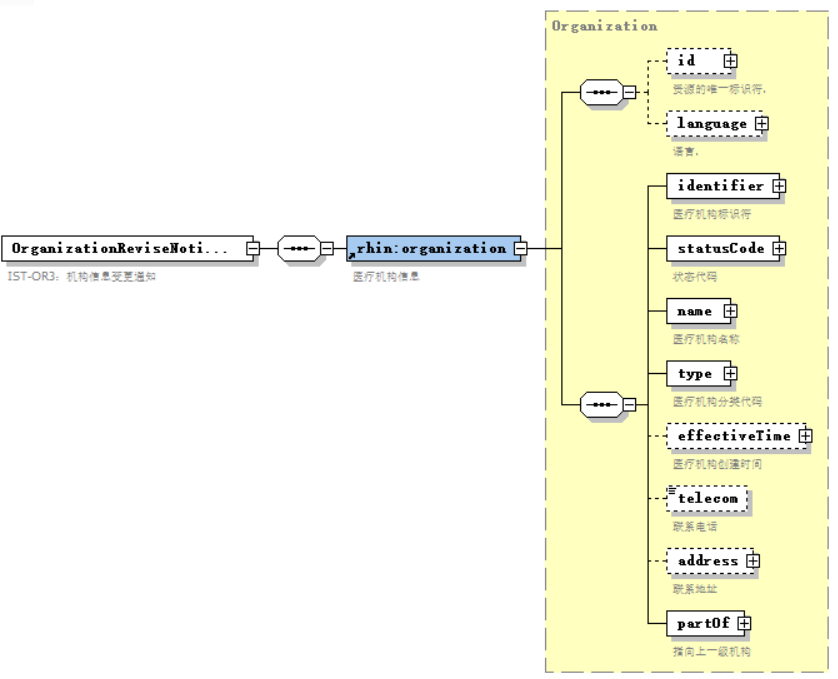 Organization
id
资源的唯一标识符.
language
语言.
identifier
医疗机构标识符
OrganizationReviseNoti...
IST-OR3：机构信息变更通知
rhin:organization
医疗机构信息
statusCode
状态代码
name
医疗机构名称
type
医疗机构分类代码
effectiveTime
医疗机构创建时间
telecom
联系电话
address
联系地址
partOf
指向上一级机构